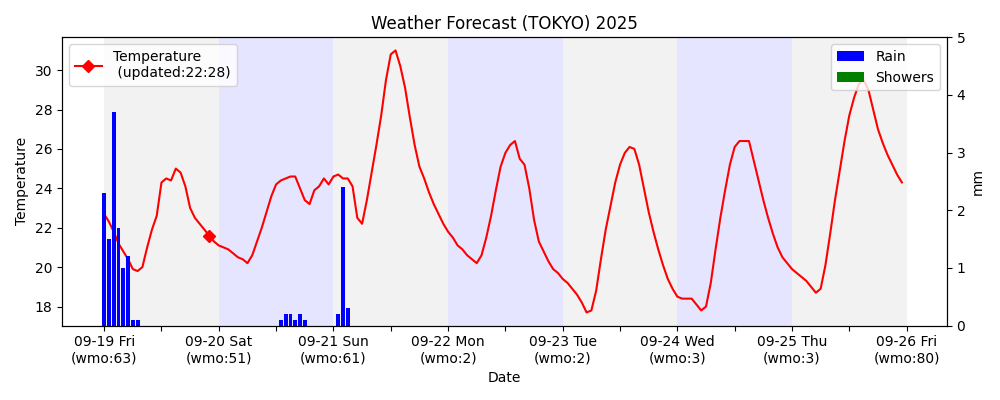 Weather Forecast (TOKYO) 2025
Temperature
(updated:22:28)
Rain
Showers
30
28
26
24
22
20
18
Temperature
5
4
3
2
1
0
mm
09-19 Fri
(wmo:63)
09-20 Sat
(wmo:51)
09-21 Sun
(wmo:61)
09-22 Mon
(wmo:2)
09-23 Tue
(wmo:2)
09-24 Wed
(wmo:3)
09-25 Thu
(wmo:3)
09-26 Fri
(wmo:80)
Date